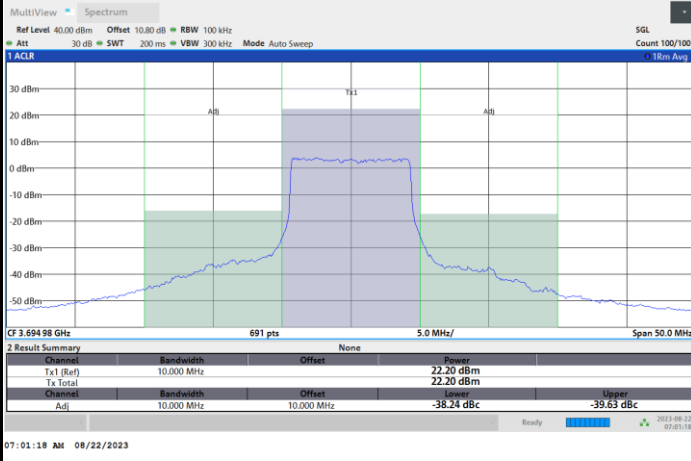 MultiView Spectrum
Ref Level 40.00 dBm Offset 10.80 dB RBW 100 kHz SGL
Att 30 dB SWT 200 ms VBW 300 kHz Mode Auto Sweep Count 100/100
1 ACLR 1Rm Avg
Tx1
Adj Adj
30 dBm
20 dBm
10 dBm
0 dBm
-10 dBm
-20 dBm
-30 dBm
-40 dBm
-50 dBm
CF 3.694 98 GHz 691 pts 5.0 MHz/ Span 50.0 MHz
2 Result Summary None
Channel Bandwidth Offset Power
Tx1 (Ref) 10.000 MHz 22.20 dBm
Tx Total 22.20 dBm
Channel Bandwidth Offset Lower Upper
Adj 10.000 MHz 10.000 MHz -38.24 dBc -39.63 dBc
Ready 2023-08-22
07:01:18
07:01:18 AM 08/22/2023